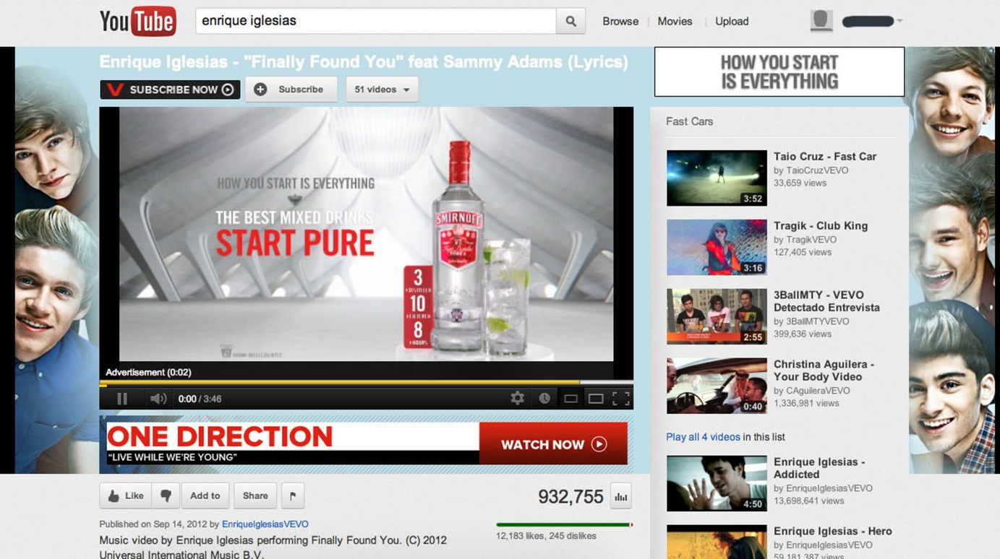 YouTube
enrique iglesias
Browse
Movies
Upload
Enrique Iglesias - "Finally Found You" feat Sammy Adams (Lyrics)
SUBSCRIBE NOW
Subscribe
51 videos
HOW YOU START IS EVERYTHING
THE BEST MIXED DRINKS
START PURE
SMIRNOFF
3
10
8
Advertisement (0:02)
0:00 / 3:46
ONE DIRECTION
"LIVE WHILE WE'RE YOUNG"
WATCH NOW
Like
Add to
Share
932,755
Published on Sep 14, 2012 by EnriqueIglesiasVEVO
12,183 likes, 245 dislikes
Music video by Enrique Iglesias performing Finally Found You. (C) 2012
Universal International Music B.V.
HOW YOU START
IS EVERYTHING
Fast Cars
Taio Cruz - Fast Car
by TaioCruzVEVO
33,659 views
3:52
Tragik - Club King
by TragikVEVO
127,405 views
3:16
3BallMTY - VEVO
Detectado Entrevista
by 3BallMTYVEVO
399,636 views
2:55
Christina Aguilera -
Your Body Video
by CAguileraVEVO
1,336,981 views
0:40
Play all 4 videos in this list
Enrique Iglesias -
Addicted
by EnriqueIglesiasVEVO
13,698,641 views
4:50
Enrique Iglesias - Hero
by EnriqueIglesiasVEVO
59,181,387 views